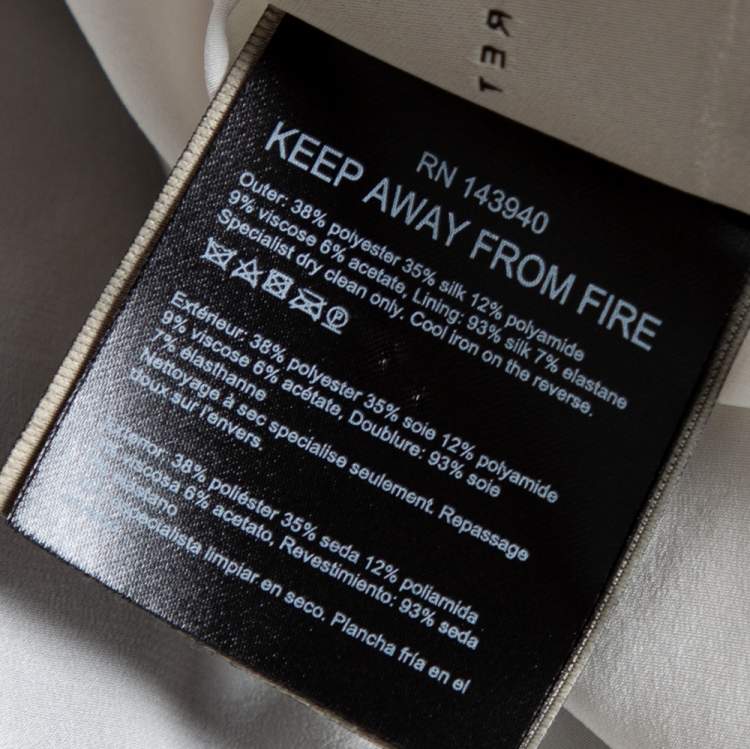 RET
RN 143940
KEEP AWAY FROM FIRE
Outer: 38% polyester 35% silk 12% polyamide
9% viscose 6% acetate, Lining: 93% silk 7% elastane
Specialist dry clean only. Cool iron on the reverse.
P
Extérieur: 38% polyester 35% soie 12% polyamide
9% viscose 6% acétate, Doublure: 93% soie
7% élasthanne
Nettoyage à sec specialise seulement. Repassage
doux sur l'envers.
38% poliéster 35% seda 12% poliamida
6% acetato, Revestimiento: 93% seda
limpiar en seco. Plancha fría en el